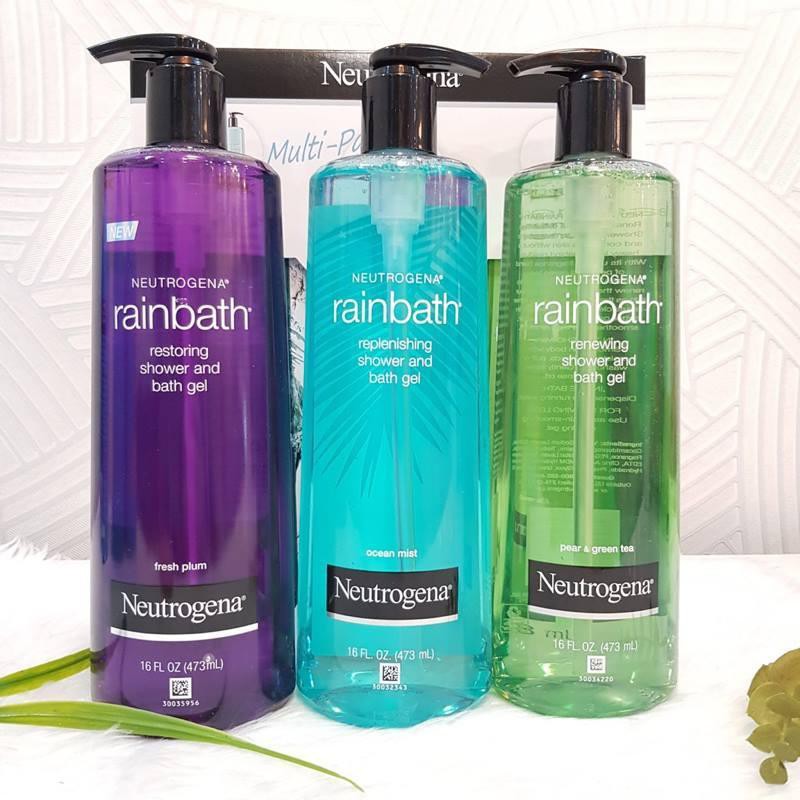 Neutrogena
Multi-Pa
NEW
NEUTROGENA®
rainbath®
restoring
shower and
bath gel
fresh plum
Neutrogena®
16 FL OZ (473mL)
30035956
NEUTROGENA®
rainbath®
replenishing
shower and
bath gel
ocean mist
Neutrogena®
16 FL. OZ. (473 mL)
30032343
NEUTROGENA®
rainbath®
renewing
shower and
bath gel
pear & green tea
Neutrogena®
16 FL. OZ. (473 mL)
30034220